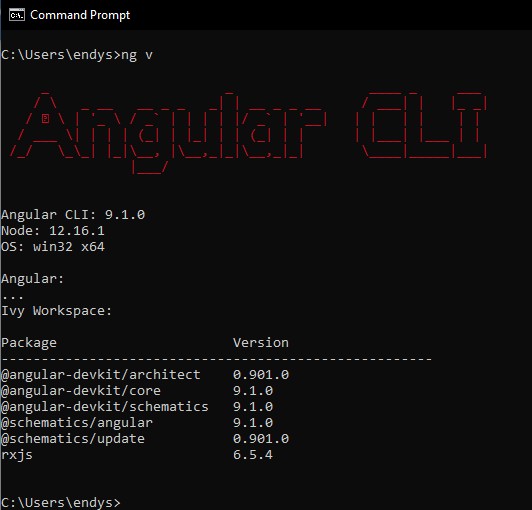 Command Prompt
C:\Users\endys>ng v
Angular CLI
Angular CLI: 9.1.0
Node: 12.16.1
OS: win32 x64
Angular:
...
Ivy Workspace:
Package Version
------------------------------------------------------
@angular-devkit/architect 0.901.0
@angular-devkit/core 9.1.0
@angular-devkit/schematics 9.1.0
@schematics/angular 9.1.0
@schematics/update 0.901.0
rxjs 6.5.4
C:\Users\endys>